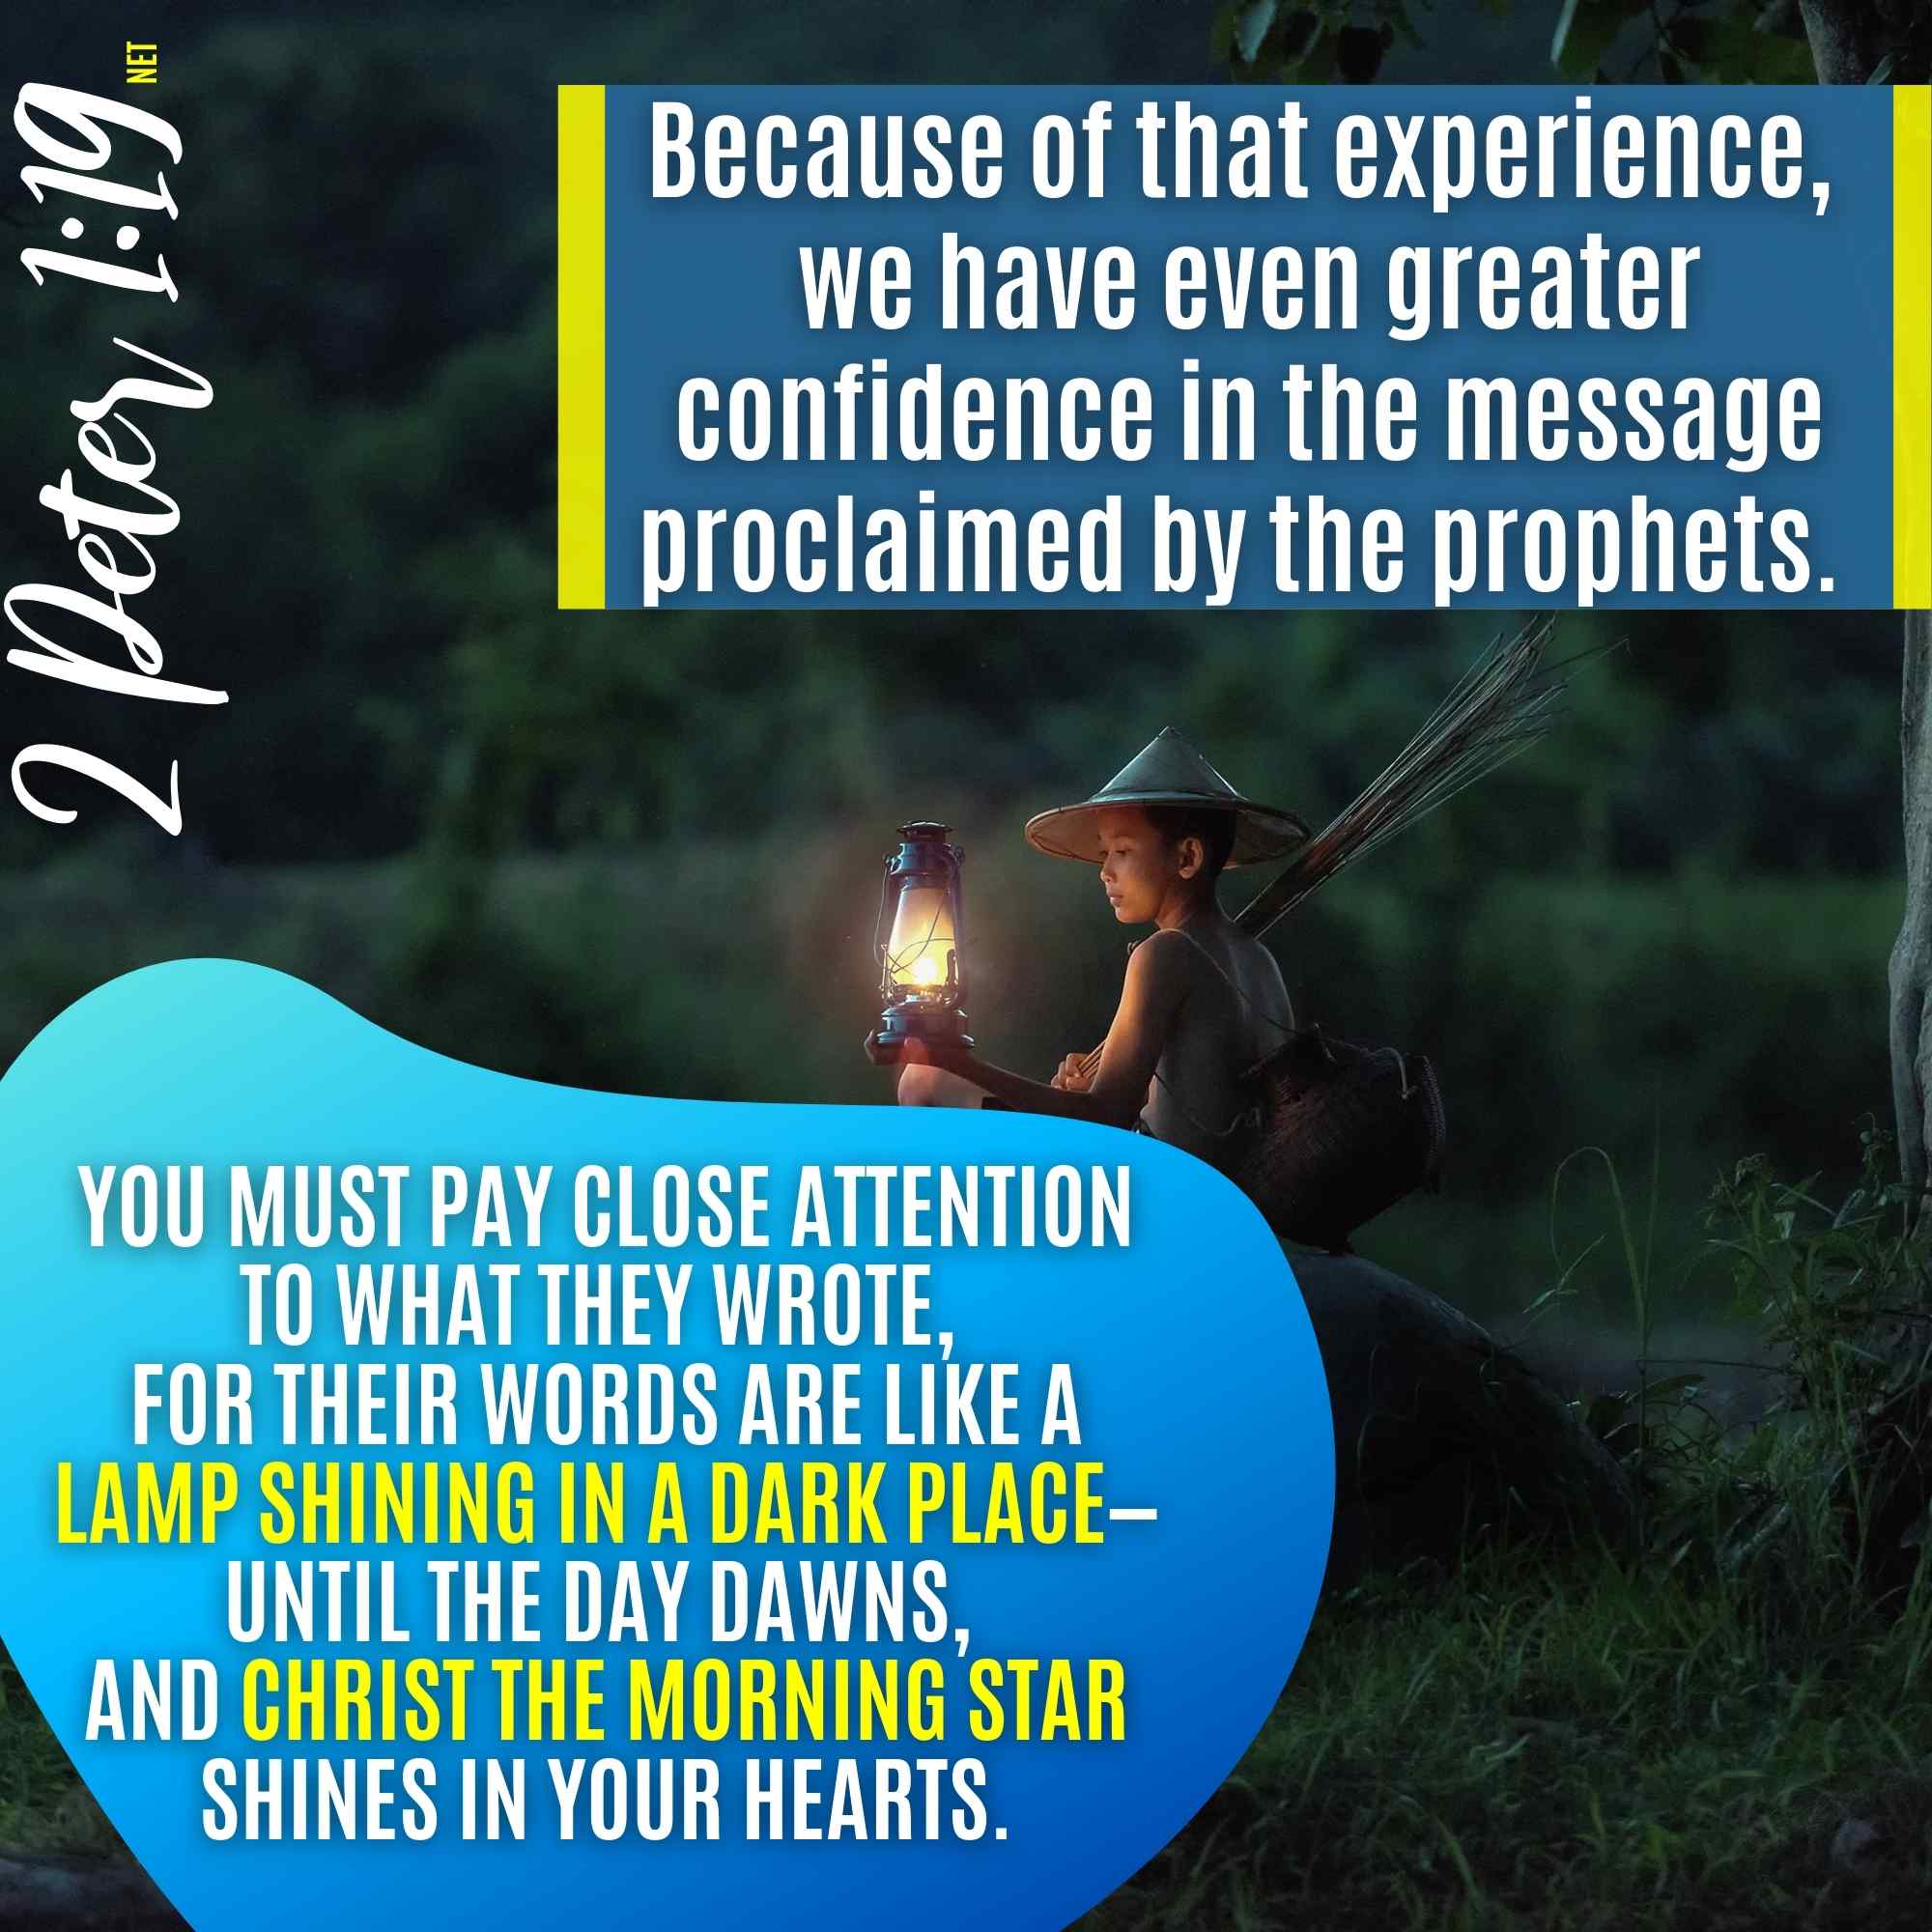 2 Peter 1:19
NET
Because of that experience,
we have even greater
confidence in the message
proclaimed by the prophets.
YOU MUST PAY CLOSE ATTENTION
TO WHAT THEY WROTE,
FOR THEIR WORDS ARE LIKE A
LAMP SHINING IN A DARK PLACE–
UNTIL THE DAY DAWNS,
AND CHRIST THE MORNING STAR
SHINES IN YOUR HEARTS.